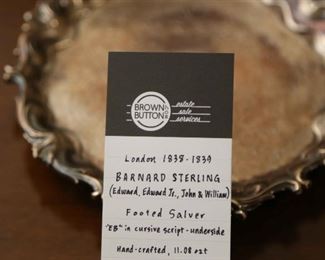 BROWN BUTTON
estate
sale
services
London 1838-1839
BARNARD STERLING
(Edward, Edward Jr., John & William)
Footed Salver
"EB" in cursive script - underside
Hand-crafted, 11.08 ozt